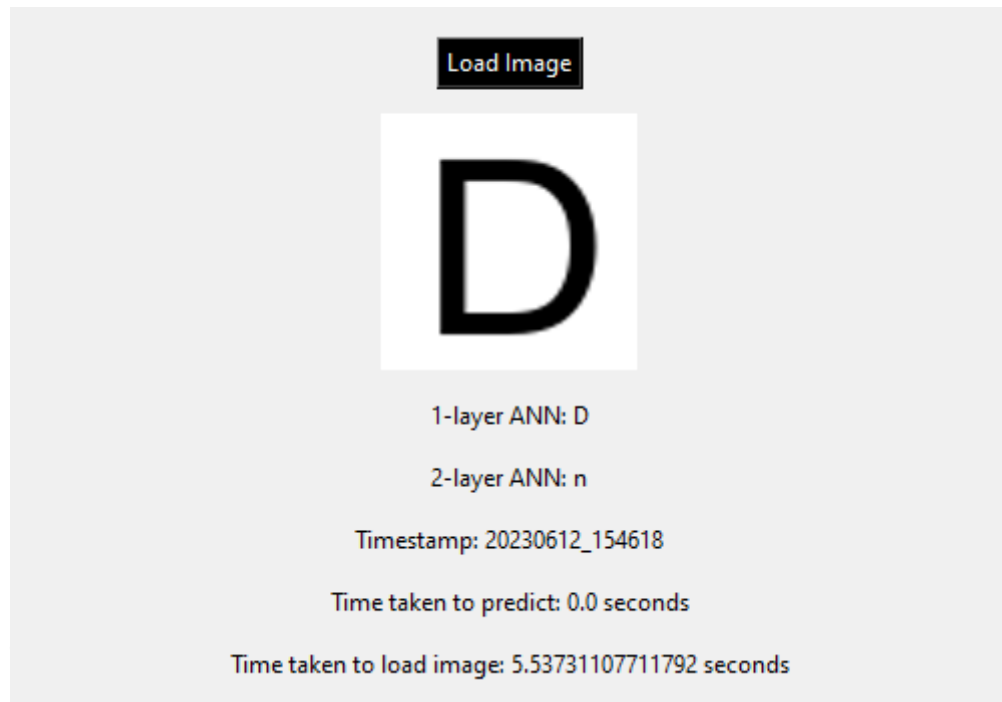 Load Image
D
1-layer ANN: D
2-layer ANN: n
Timestamp: 20230612_154618
Time taken to predict: 0.0 seconds
Time taken to load image: 5.53731107711792 seconds